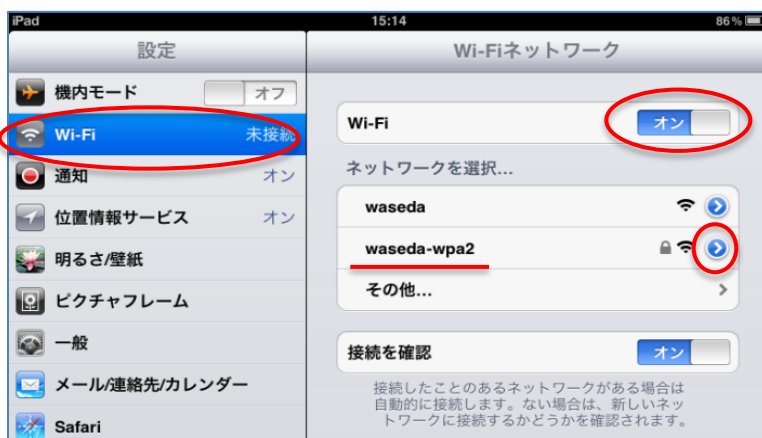 iPad 15:14 86%
設定
機内モード オフ
Wi-Fi 未接続
通知 オン
位置情報サービス オン
明るさ/壁紙
ピクチャフレーム
一般
メール/連絡先/カレンダー
Safari
Wi-Fiネットワーク
Wi-Fi オン
ネットワークを選択...
waseda
waseda-wpa2
その他...
接続を確認 オン
接続したことのあるネットワークがある場合は
自動的に接続します。ない場合は、新しいネッ
トワークに接続するかどうかを確認されます。